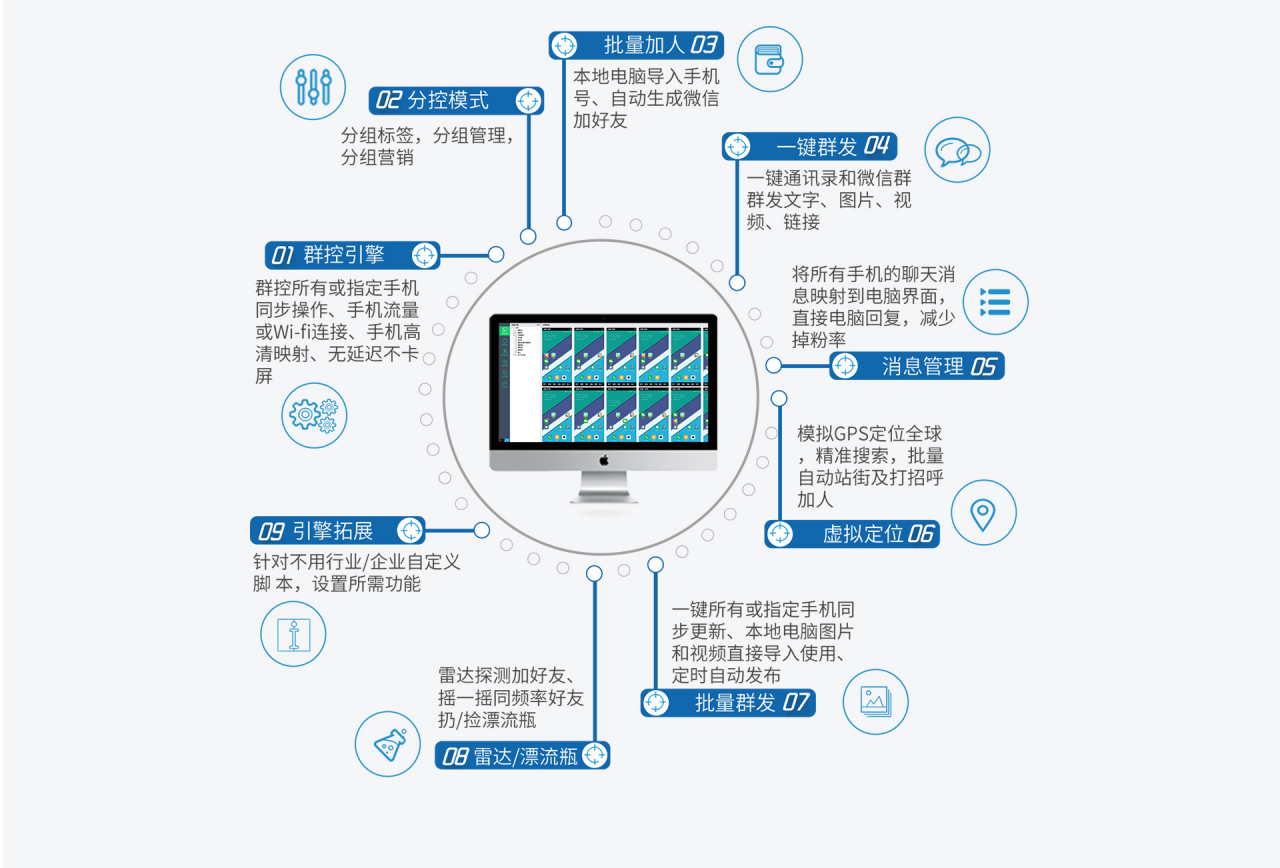 01 群控引擎
群控所有或指定手机
同步操作、手机流量
或Wi-fi连接、手机高
清映射、无延迟不卡
屏
02 分控模式
分组标签，分组管理，
分组营销
批量加人 03
本地电脑导入手机
号、自动生成微信
加好友
一键群发 04
一键通讯录和微信群
群发文字、图片、视
频、链接
将所有手机的聊天消
息映射到电脑界面，
直接电脑回复，减少
掉粉率
消息管理 05
模拟GPS定位全球
，精准搜索，批量
自动站街及打招呼
加人
虚拟定位 06
一键所有或指定手机同
步更新、本地电脑图片
和视频直接导入使用、
定时自动发布
批量群发 07
雷达探测加好友、
摇一摇同频率好友
扔/捡漂流瓶
08 雷达/漂流瓶
09 引擎拓展
针对不用行业/企业自定义
脚 本，设置所需功能